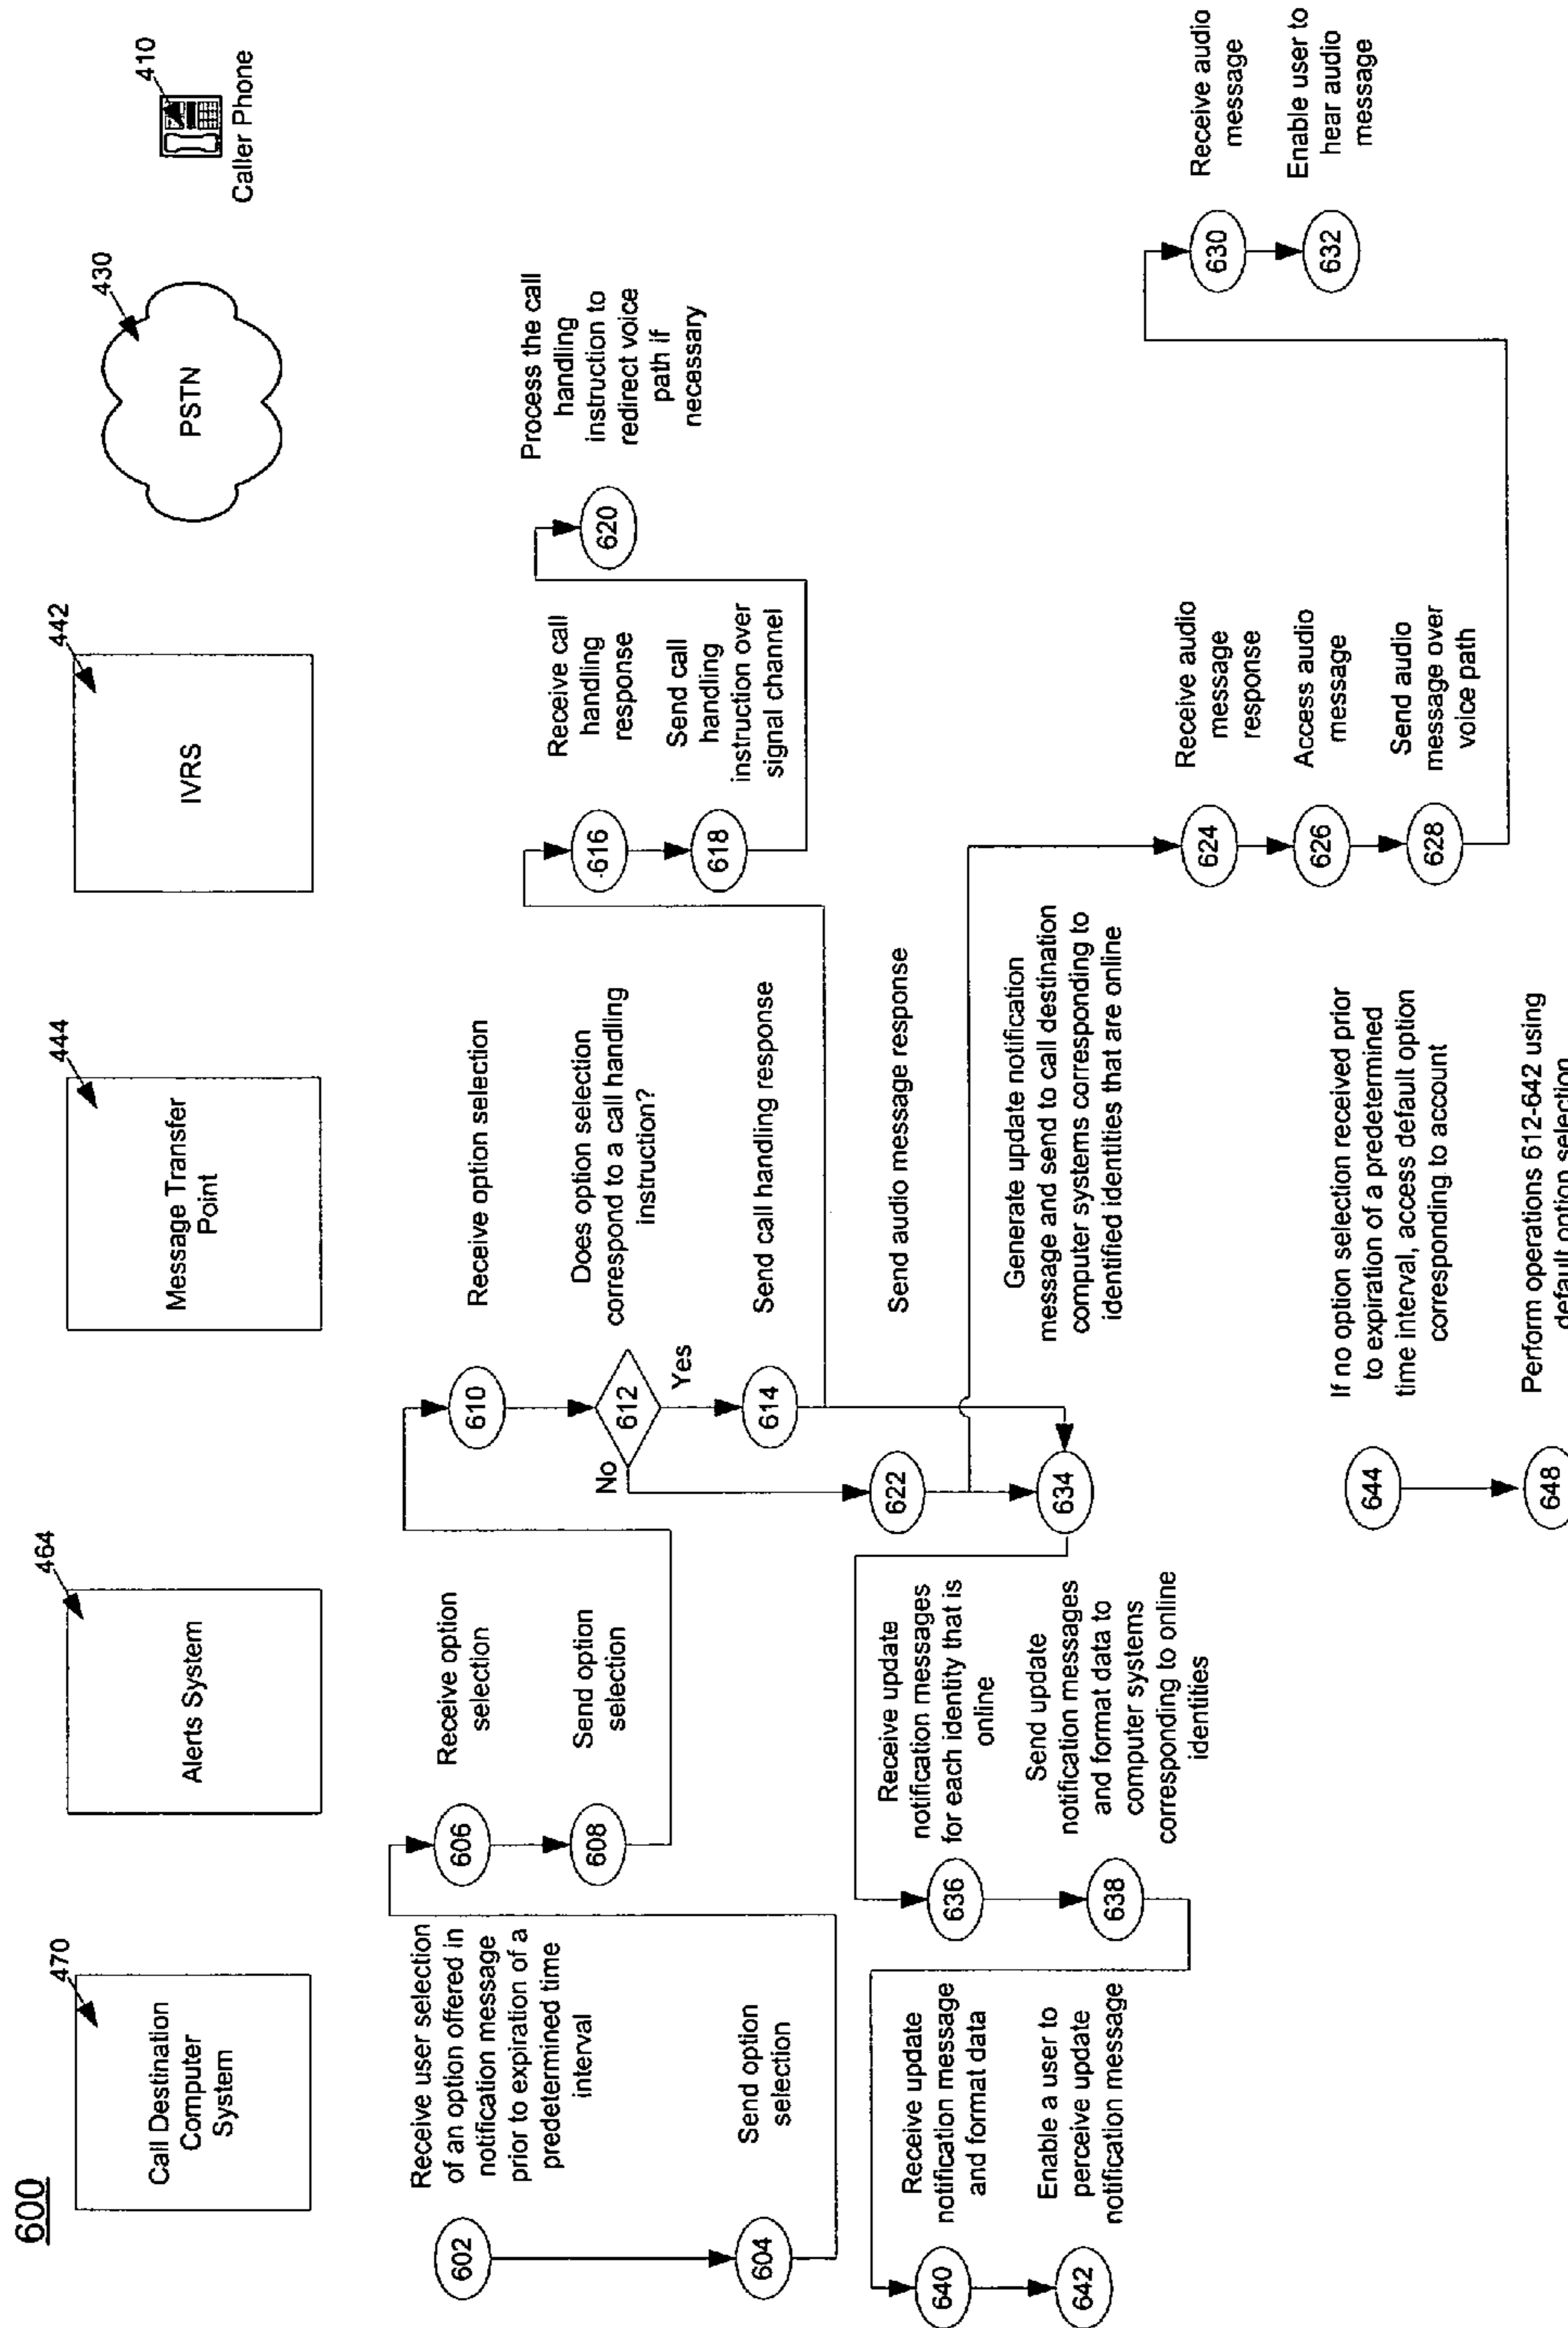 600
470
Call Destination
Computer
System
464
Alerts System
444
Message Transfer
Point
442
IVRS
430
PSTN
410
Caller Phone
602
Receive user selection
of an option offered in
notification message
prior to expiration of a
predetermined time
interval
604
Send option
selection
606
Receive option
selection
608
Send option
selection
610
Receive option selection
612
Does option selection
correspond to a call handling
instruction?
No
Yes
614
Send call handling response
616
Receive call
handling
response
618
Send call
handling
instruction over
signal channel
620
Process the call
handling
instruction to
redirect voice
path if
necessary
622
Send audio message response
624
Receive audio
message
response
626
Access audio
message
628
Send audio
message over
voice path
630
Receive audio
message
632
Enable user to
hear audio
message
634
Generate update notification
message and send to call destination
computer systems corresponding to
identified identities that are online
636
Receive update
notification messages
for each identity that is
online
638
Send update
notification messages
and format data to
computer systems
corresponding to online
identities
640
Receive update
notification message
and format data
642
Enable a user to
perceive update
notification message
644
If no option selection received prior
to expiration of a predetermined
time interval, access default option
corresponding to account
648
Perform operations 612-642 using
default option selection